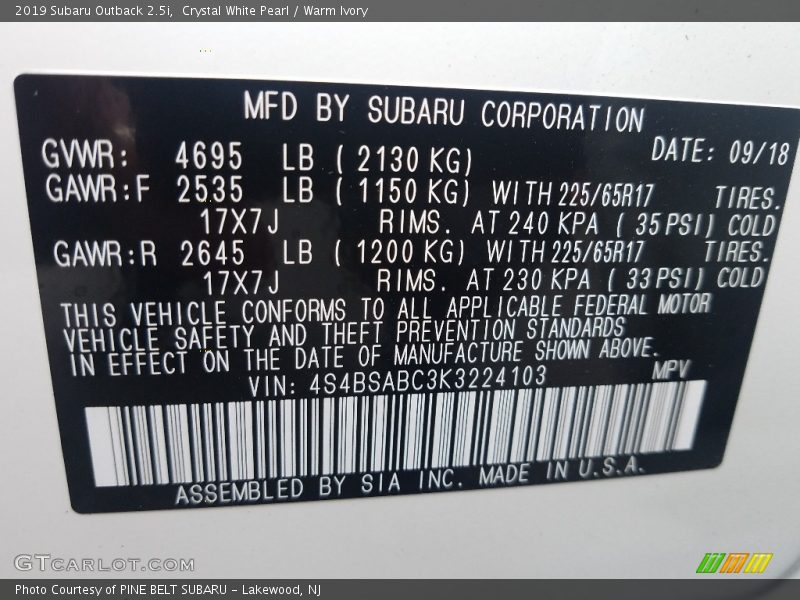 2019 Subaru Outback 2.5i,  Crystal White Pearl / Warm Ivory
MFD BY SUBARU CORPORATION
GVWR: 4695 LB ( 2130 KG) DATE: 09/18
GAWR:F 2535 LB ( 1150 KG) WITH 225/65R17 TIRES.
17X7J RIMS. AT 240 KPA ( 35 PSI) COLD
GAWR:R 2645 LB ( 1200 KG) WITH 225/65R17 TIRES.
17X7J RIMS. AT 230 KPA ( 33 PSI) COLD
THIS VEHICLE CONFORMS TO ALL APPLICABLE FEDERAL MOTOR
VEHICLE SAFETY AND THEFT PREVENTION STANDARDS
IN EFFECT ON THE DATE OF MANUFACTURE SHOWN ABOVE.
VIN: 4S4BSABC3K3224103 MPV
ASSEMBLED BY SIA INC. MADE IN U.S.A.
GTCarLot.com
Photo Courtesy of PINE BELT SUBARU - Lakewood, NJ